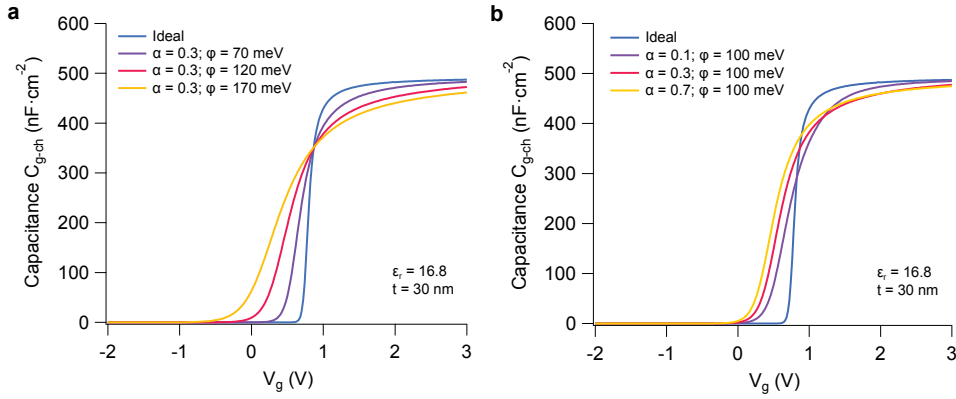 a
600
500
400
300
200
100
0
Capacitance C_g-ch (nF·cm⁻²)
Ideal
α = 0.3; φ = 70 meV
α = 0.3; φ = 120 meV
α = 0.3; φ = 170 meV
ε_r = 16.8
t = 30 nm
-2 -1 0 1 2 3
V_g (V)
b
600
500
400
300
200
100
0
Capacitance C_g-ch (nF·cm⁻²)
Ideal
α = 0.1; φ = 100 meV
α = 0.3; φ = 100 meV
α = 0.7; φ = 100 meV
ε_r = 16.8
t = 30 nm
-2 -1 0 1 2 3
V_g (V)